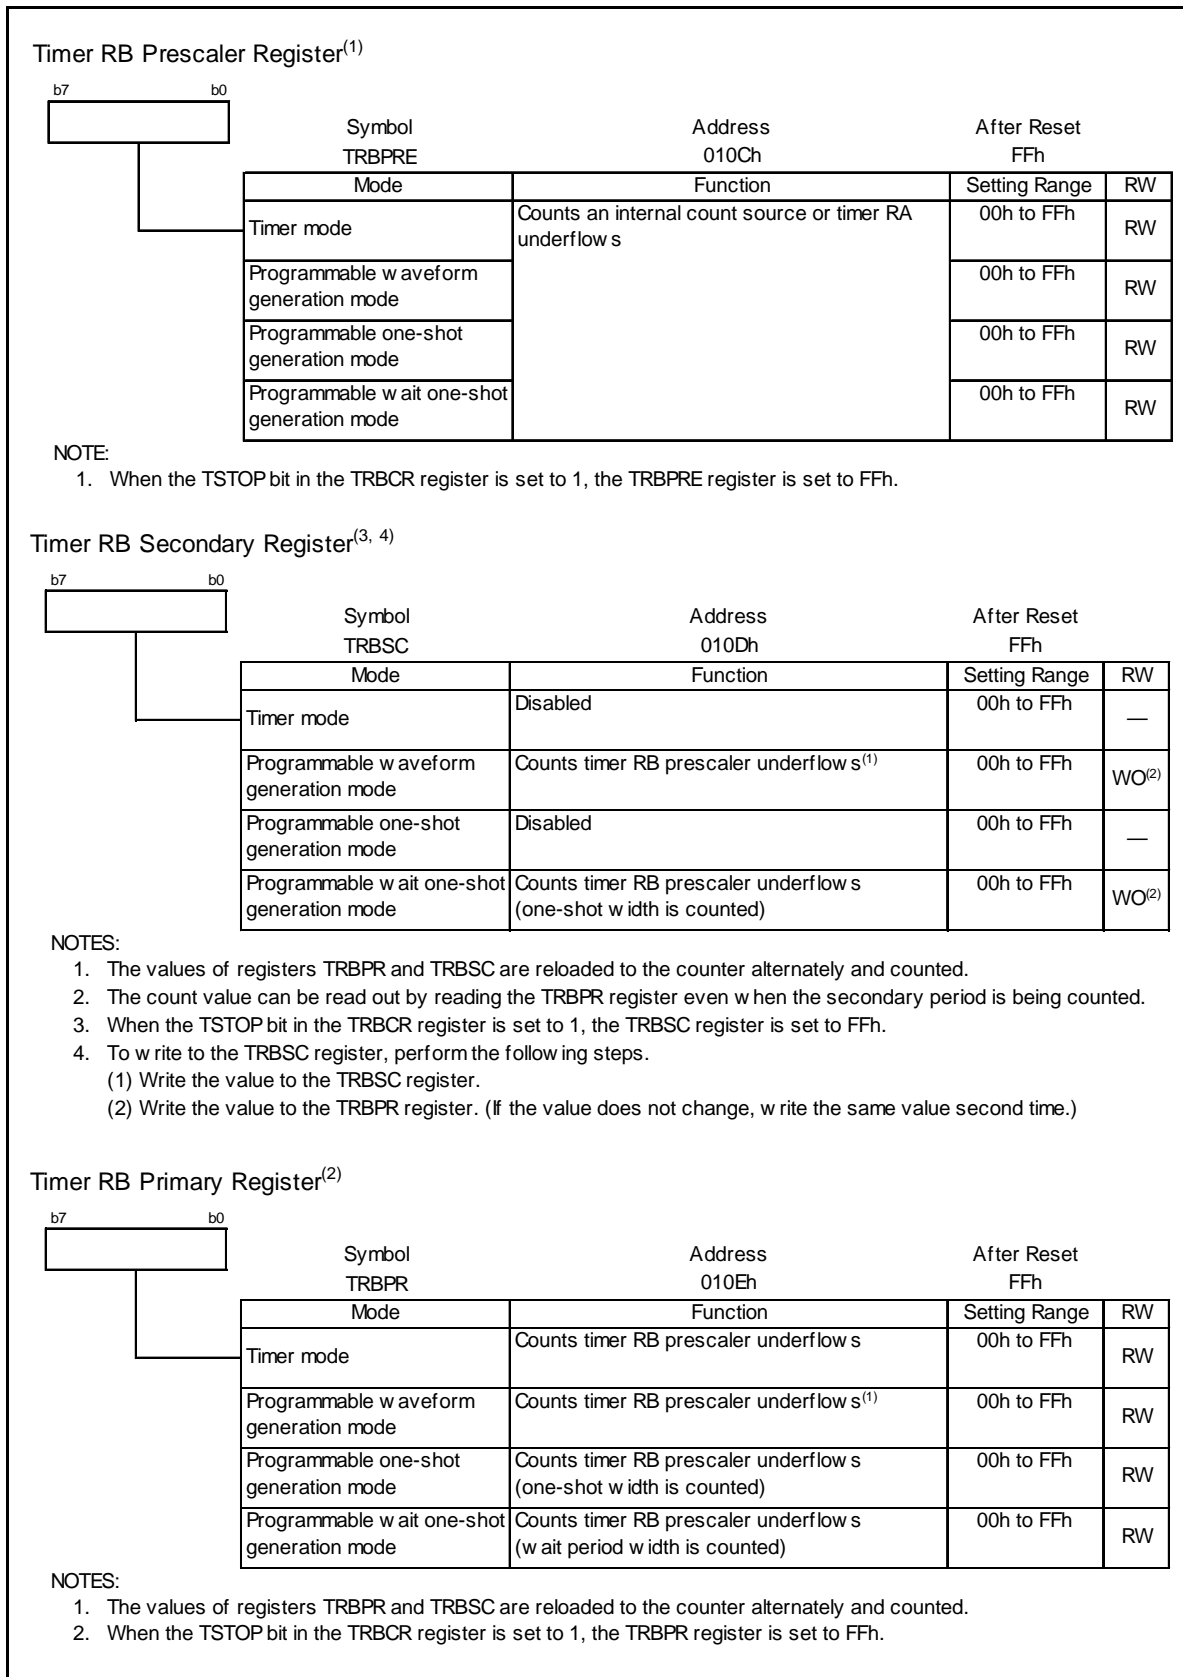 Timer RB Prescaler Register(1)
b7 b0
Symbol Address After Reset
TRBPRE 010Ch FFh
Mode Function Setting Range RW
Timer mode Counts an internal count source or timer RA underflows 00h to FFh RW
Programmable waveform generation mode 00h to FFh RW
Programmable one-shot generation mode 00h to FFh RW
Programmable wait one-shot generation mode 00h to FFh RW
NOTE:
1. When the TSTOP bit in the TRBCR register is set to 1, the TRBPRE register is set to FFh.
Timer RB Secondary Register(3, 4)
b7 b0
Symbol Address After Reset
TRBSC 010Dh FFh
Mode Function Setting Range RW
Timer mode Disabled 00h to FFh —
Programmable waveform generation mode Counts timer RB prescaler underflows(1) 00h to FFh WO(2)
Programmable one-shot generation mode Disabled 00h to FFh —
Programmable wait one-shot generation mode Counts timer RB prescaler underflows (one-shot width is counted) 00h to FFh WO(2)
NOTES:
1. The values of registers TRBPR and TRBSC are reloaded to the counter alternately and counted.
2. The count value can be read out by reading the TRBPR register even when the secondary period is being counted.
3. When the TSTOP bit in the TRBCR register is set to 1, the TRBSC register is set to FFh.
4. To write to the TRBSC register, perform the following steps.
(1) Write the value to the TRBSC register.
(2) Write the value to the TRBPR register. (If the value does not change, write the same value second time.)
Timer RB Primary Register(2)
b7 b0
Symbol Address After Reset
TRBPR 010Eh FFh
Mode Function Setting Range RW
Timer mode Counts timer RB prescaler underflows 00h to FFh RW
Programmable waveform generation mode Counts timer RB prescaler underflows(1) 00h to FFh RW
Programmable one-shot generation mode Counts timer RB prescaler underflows (one-shot width is counted) 00h to FFh RW
Programmable wait one-shot generation mode Counts timer RB prescaler underflows (wait period width is counted) 00h to FFh RW
NOTES:
1. The values of registers TRBPR and TRBSC are reloaded to the counter alternately and counted.
2. When the TSTOP bit in the TRBCR register is set to 1, the TRBPR register is set to FFh.